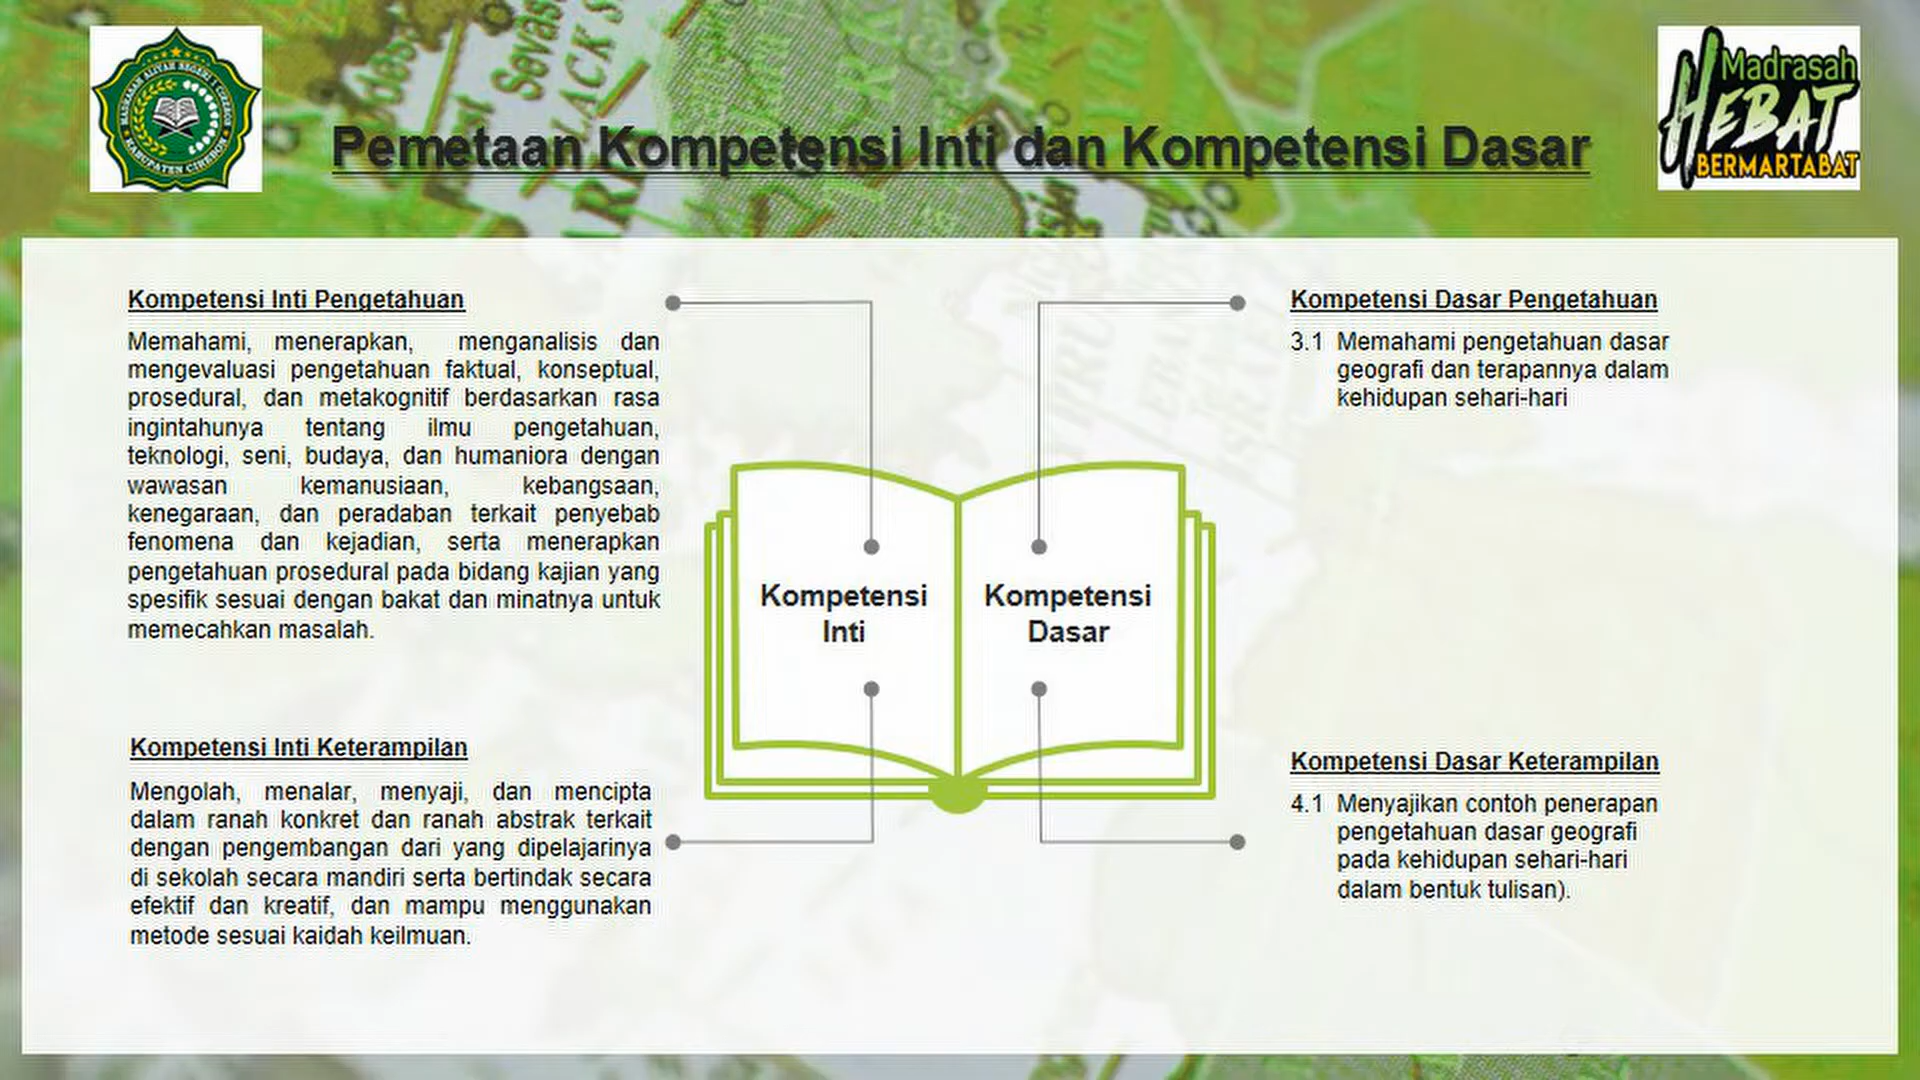 MADRASAH ALIYAH NEGERI 1 CIREBON
KABUPATEN CIREBON
Madrasah
HEBAT
BERMARTABAT
Pemetaan Kompetensi Inti dan Kompetensi Dasar
Kompetensi Inti Pengetahuan
Memahami, menerapkan, menganalisis dan
mengevaluasi pengetahuan faktual, konseptual,
prosedural, dan metakognitif berdasarkan rasa
ingintahunya tentang ilmu pengetahuan,
teknologi, seni, budaya, dan humaniora dengan
wawasan kemanusiaan, kebangsaan,
kenegaraan, dan peradaban terkait penyebab
fenomena dan kejadian, serta menerapkan
pengetahuan prosedural pada bidang kajian yang
spesifik sesuai dengan bakat dan minatnya untuk
memecahkan masalah.
Kompetensi Inti Keterampilan
Mengolah, menalar, menyaji, dan mencipta
dalam ranah konkret dan ranah abstrak terkait
dengan pengembangan dari yang dipelajarinya
di sekolah secara mandiri serta bertindak secara
efektif dan kreatif, dan mampu menggunakan
metode sesuai kaidah keilmuan.
Kompetensi
Inti
Kompetensi
Dasar
Kompetensi Dasar Pengetahuan
3.1 Memahami pengetahuan dasar
geografi dan terapannya dalam
kehidupan sehari-hari
Kompetensi Dasar Keterampilan
4.1 Menyajikan contoh penerapan
pengetahuan dasar geografi
pada kehidupan sehari-hari
dalam bentuk tulisan).